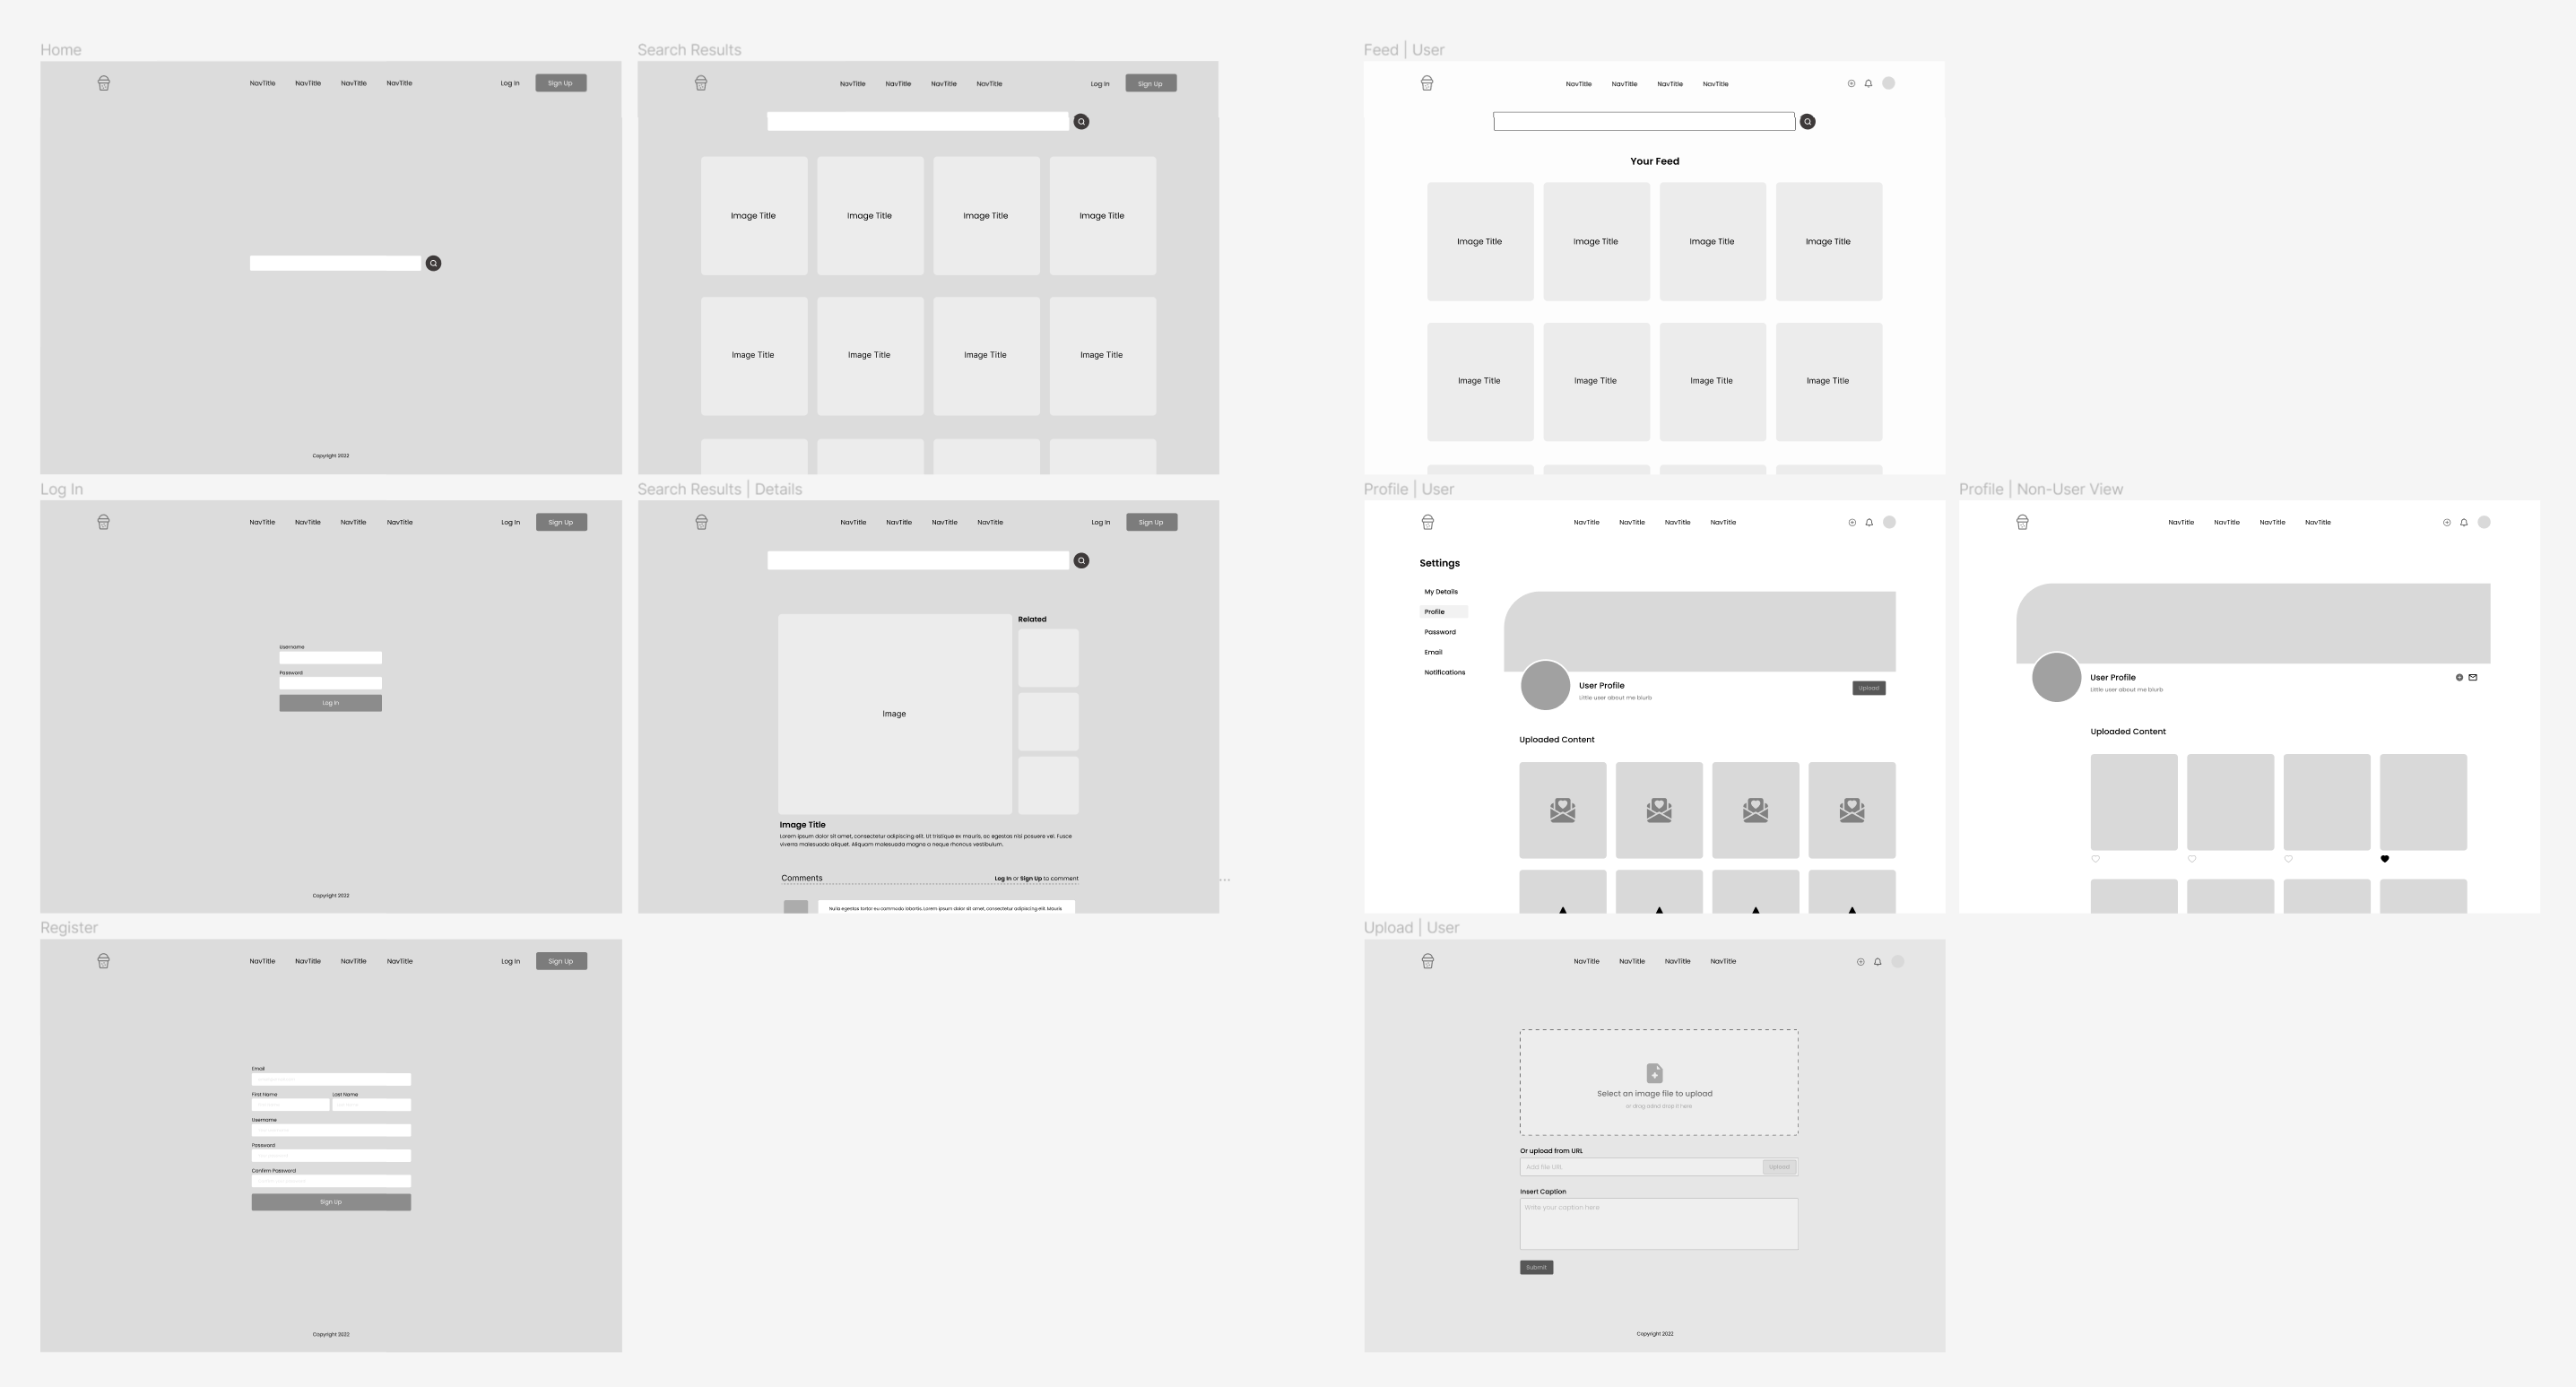 Home
NavTitle NavTitle NavTitle NavTitle Log In Sign Up
Copyright 2022
Search Results
NavTitle NavTitle NavTitle NavTitle Log In Sign Up
Image Title Image Title Image Title Image Title
Image Title Image Title Image Title Image Title
Feed | User
NavTitle NavTitle NavTitle NavTitle
Your Feed
Image Title Image Title Image Title Image Title
Image Title Image Title Image Title Image Title
Log In
NavTitle NavTitle NavTitle NavTitle Log In Sign Up
Username
Password
Log In
Copyright 2022
Search Results | Details
NavTitle NavTitle NavTitle NavTitle Log In Sign Up
Related
Image
Image Title
Lorem ipsum dolor sit amet, consectetur adipiscing elit. Ut tristique ex mauris, ac egestas nisl posuere vel. Fusce
viverra malesuada aliquet. Aliquam malesuada magna a neque rhoncus vestibulum.
Comments Log In or Sign Up to comment
Nulla egestas tortor eu commodo lobortis. Lorem ipsum dolor sit amet, consectetur adipiscing elit. Mauris
Profile | User
NavTitle NavTitle NavTitle NavTitle
Settings
My Details
Profile
Password
Email
Notifications
User Profile
Little user about me blurb
Upload
Uploaded Content
Profile | Non-User View
NavTitle NavTitle NavTitle NavTitle
User Profile
Little user about me blurb
Uploaded Content
Register
NavTitle NavTitle NavTitle NavTitle Log In Sign Up
Email
First Name Last Name
Username
Password
Confirm Password
Sign Up
Copyright 2022
Upload | User
NavTitle NavTitle NavTitle NavTitle
Select an image file to upload
or drag adnd drop it here
Or upload from URL
Add file URL Upload
Insert Caption
Write your caption here
Submit
Copyright 2022